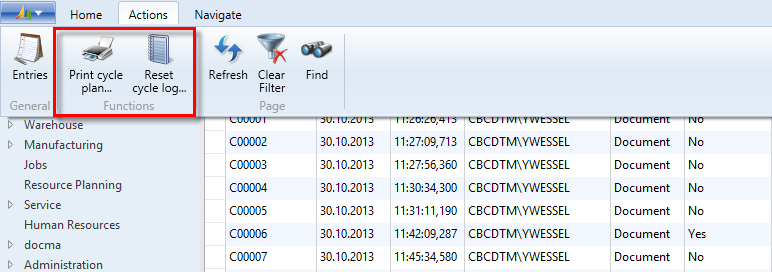 Home Actions Navigate
Entries Print cycle plan... Reset cycle log... Refresh Clear Filter Find
General Functions Page
Warehouse C00001 30.10.2013 11:26:26,413 CBCDTM\YWESSEL Document No
Manufacturing C00002 30.10.2013 11:27:09,713 CBCDTM\YWESSEL Document No
Jobs C00003 30.10.2013 11:27:56,360 CBCDTM\YWESSEL Document No
Resource Planning C00004 30.10.2013 11:30:34,300 CBCDTM\YWESSEL Document No
Service C00005 30.10.2013 11:31:11,190 CBCDTM\YWESSEL Document No
Human Resources C00006 30.10.2013 11:42:09,287 CBCDTM\YWESSEL Document Yes
docma C00007 30.10.2013 11:45:34,580 CBCDTM\YWESSEL Document No
Administration